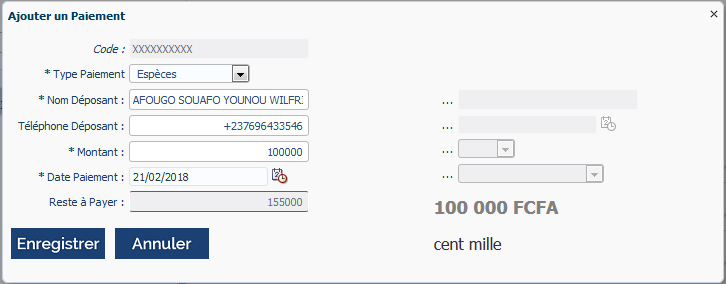 Ajouter un Paiement
Code : XXXXXXXXXX
* Type Paiement Espèces
* Nom Déposant : AFOUGO SOUAFO YOUNOU WILFR ...
Téléphone Déposant : +237696433546 ...
* Montant : 100000 ...
* Date Paiement : 21/02/2018 ...
Reste à Payer : 155000 100 000 FCFA
Enregistrer Annuler cent mille